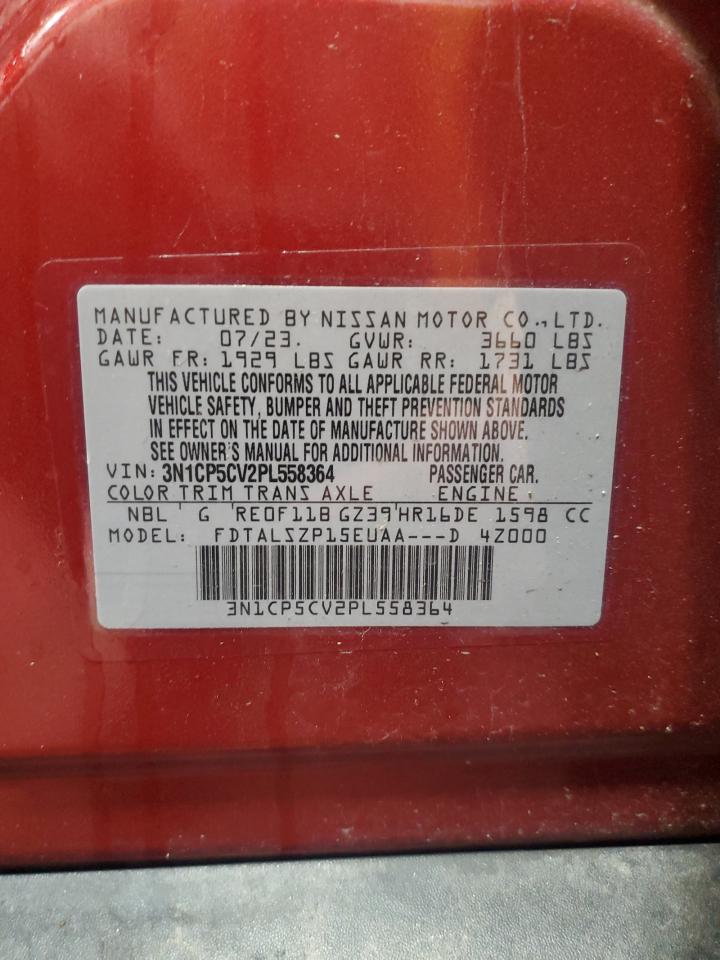 MANUFACTURED BY NISSAN MOTOR CO.,LTD.
DATE: 07/23. GVWR: 3660 LBS
GAWR FR: 1929 LBS GAWR RR: 1731 LBS
THIS VEHICLE CONFORMS TO ALL APPLICABLE FEDERAL MOTOR
VEHICLE SAFETY, BUMPER AND THEFT PREVENTION STANDARDS
IN EFFECT ON THE DATE OF MANUFACTURE SHOWN ABOVE.
SEE OWNER'S MANUAL FOR ADDITIONAL INFORMATION.
VIN: 3N1CP5CV2PL558364 PASSENGER CAR.
COLOR TRIM TRANS AXLE ENGINE
NBL G RE0F11B GZ39 HR16DE 1598 CC
MODEL: FDTALSZP15EUAA---D 4Z000
3N1CP5CV2PL558364